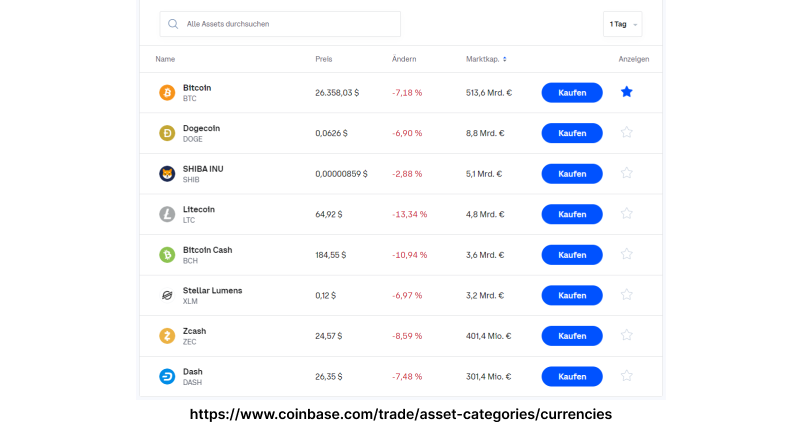 Alle Assets durchsuchen
1 Tag
Name Preis Ändern Marktkap. Anzeigen
Bitcoin
BTC
26.358,03 $ -7,18 % 513,6 Mrd. € Kaufen
Dogecoin
DOGE
0,0626 $ -6,90 % 8,8 Mrd. € Kaufen
SHIBA INU
SHIB
0,00000859 $ -2,88 % 5,1 Mrd. € Kaufen
Litecoin
LTC
64,92 $ -13,34 % 4,8 Mrd. € Kaufen
Bitcoin Cash
BCH
184,55 $ -10,94 % 3,6 Mrd. € Kaufen
Stellar Lumens
XLM
0,12 $ -6,97 % 3,2 Mrd. € Kaufen
Zcash
ZEC
24,57 $ -8,59 % 401,4 Mio. € Kaufen
Dash
DASH
26,35 $ -7,48 % 301,4 Mio. € Kaufen
https://www.coinbase.com/trade/asset-categories/currencies